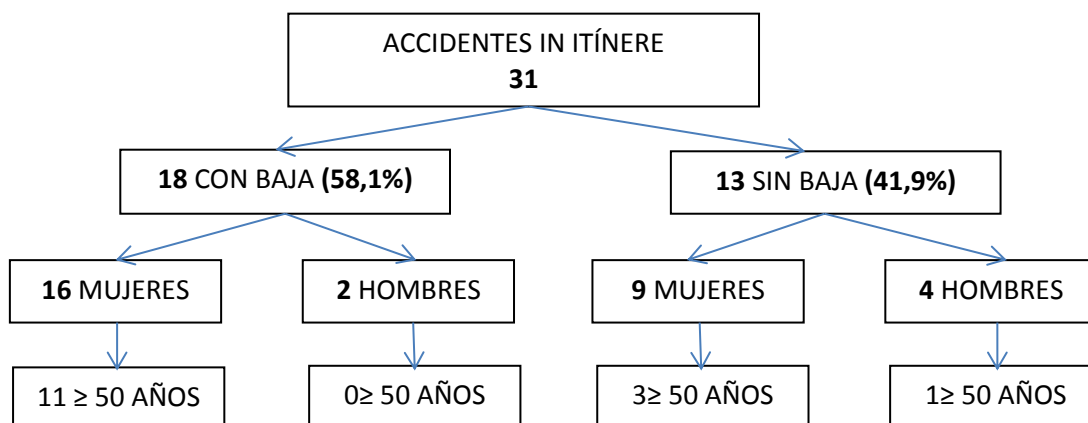 ACCIDENTES IN ITÍNERE
31
18 CON BAJA (58,1%)
13 SIN BAJA (41,9%)
16 MUJERES
2 HOMBRES
9 MUJERES
4 HOMBRES
11 ≥ 50 AÑOS
0≥ 50 AÑOS
3≥ 50 AÑOS
1≥ 50 AÑOS